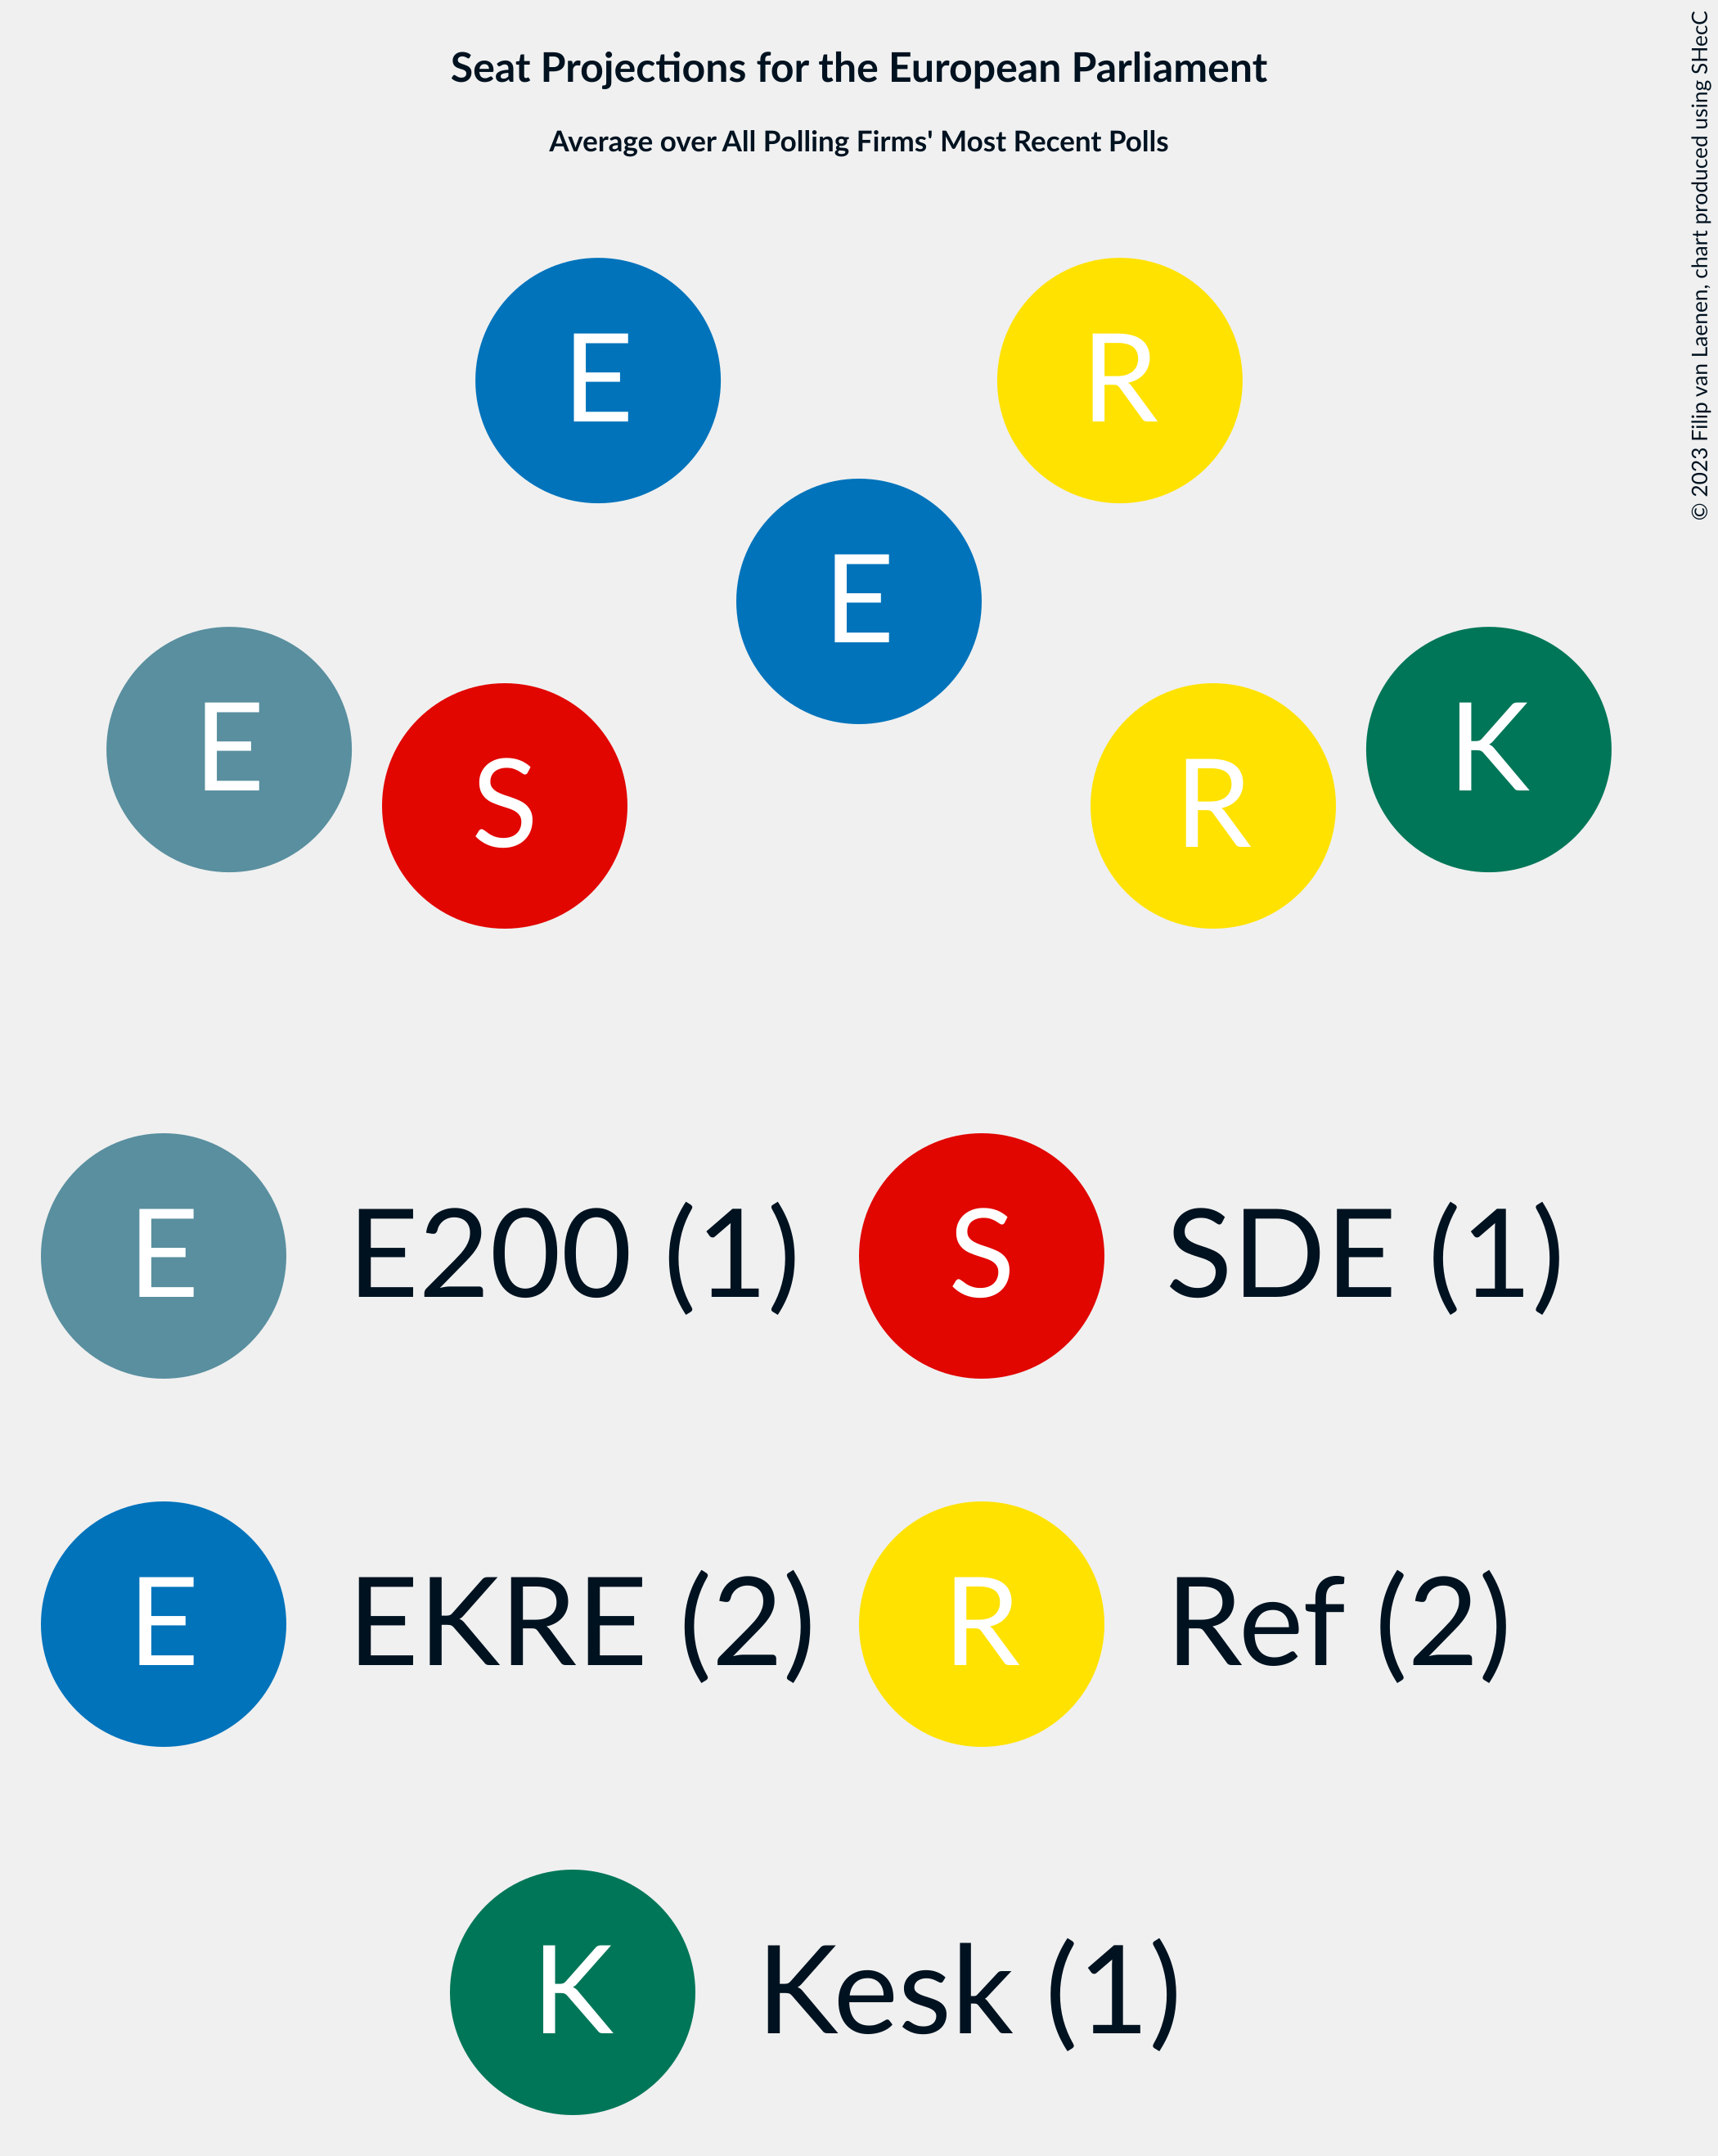 Seat Projections for the European Parliament
Average over All Polling Firms' Most Recent Polls
© 2023 Filip van Laenen, chart produced using SHecC
E
R
E
E
S
R
K
E
E200 (1)
S
SDE (1)
E
EKRE (2)
R
Ref (2)
K
Kesk (1)